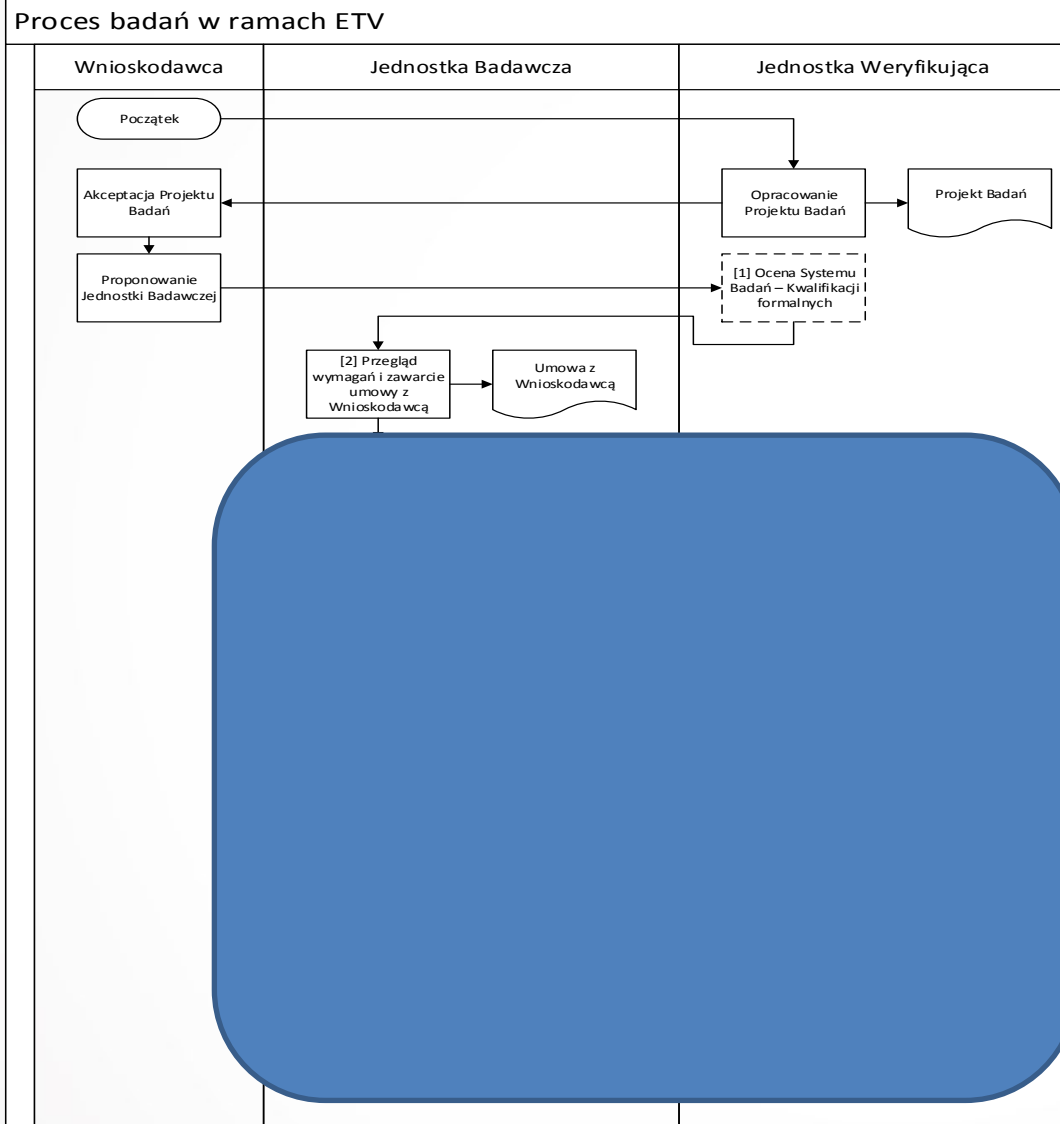 Proces badań w ramach ETV
Wnioskodawca
Jednostka Badawcza
Jednostka Weryfikująca
Początek
Akceptacja Projektu
Badań
Opracowanie
Projektu Badań
Projekt Badań
Proponowanie
Jednostki Badawczej
[1] Ocena Systemu
Badań – Kwalifikacji
formalnych
[2] Przegląd
wymagań i zawarcie
umowy z
Wnioskodawcą
Umowa z
Wnioskodawcą